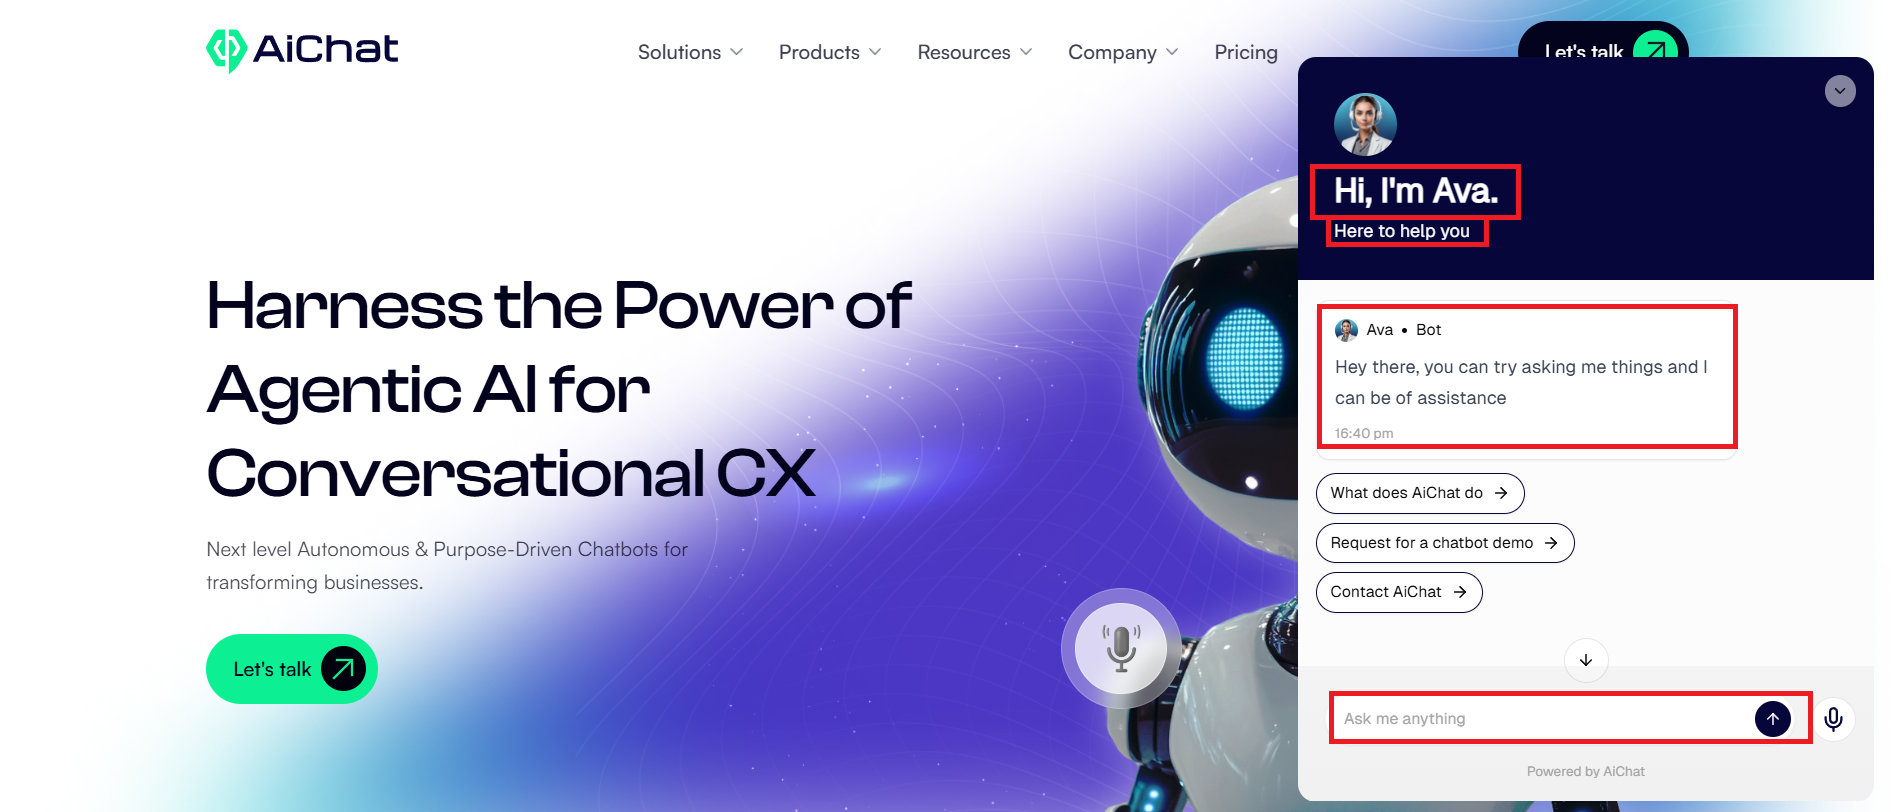 AiChat
Solutions
Products
Resources
Company
Pricing
Let's talk
Harness the Power of
Agentic AI for
Conversational CX
Next level Autonomous & Purpose-Driven Chatbots for
transforming businesses.
Let's talk
Hi, I'm Ava.
Here to help you
Ava • Bot
Hey there, you can try asking me things and I
can be of assistance
16:40 pm
What does AiChat do
Request for a chatbot demo
Contact AiChat
Ask me anything
Powered by AiChat